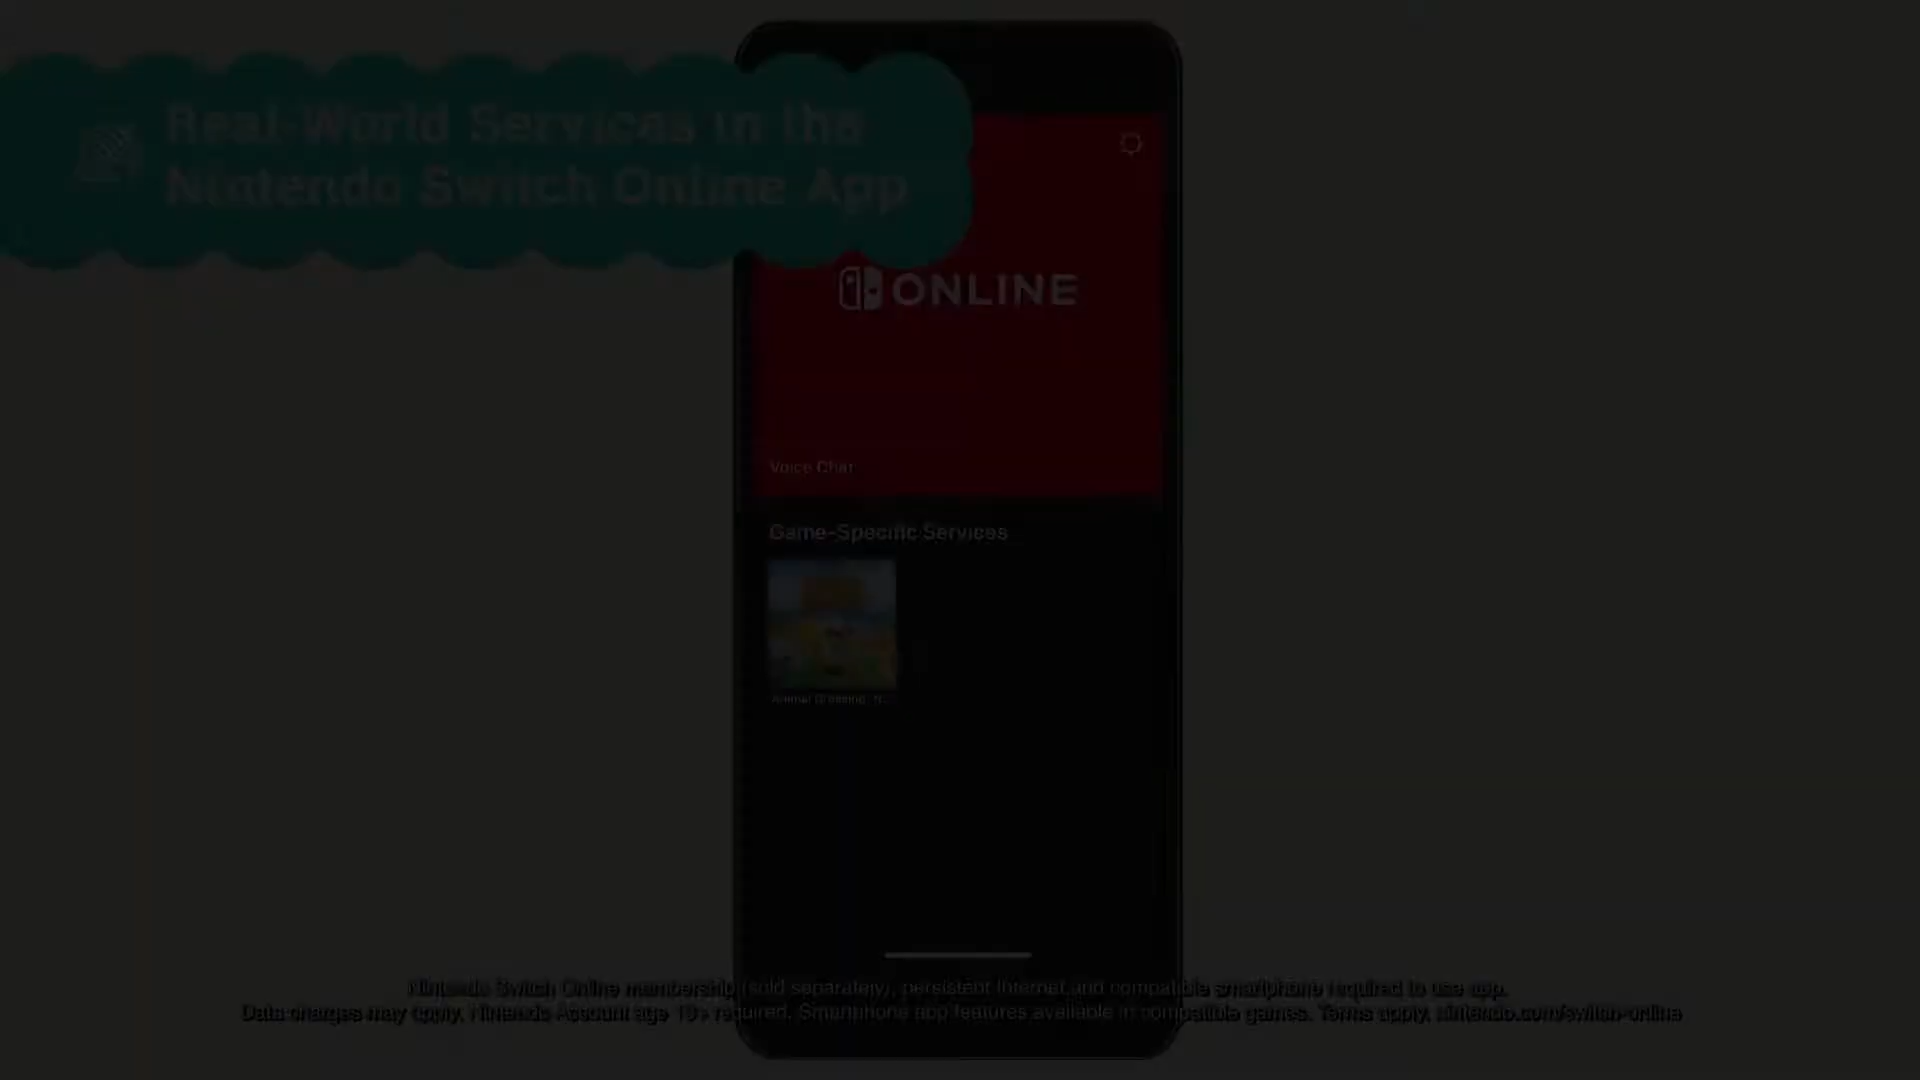 Real-World Services in the
Nintendo Switch Online App
ONLINE
Voice Chat
Game-Specific Services
Animal Crossing: N...
Nintendo Switch Online membership (sold separately), persistent Internet and compatible smartphone required to use app.
Data charges may apply. Nintendo Account age 13+ required. Smartphone app features available in compatible games. Terms apply. nintendo.com/switch-online